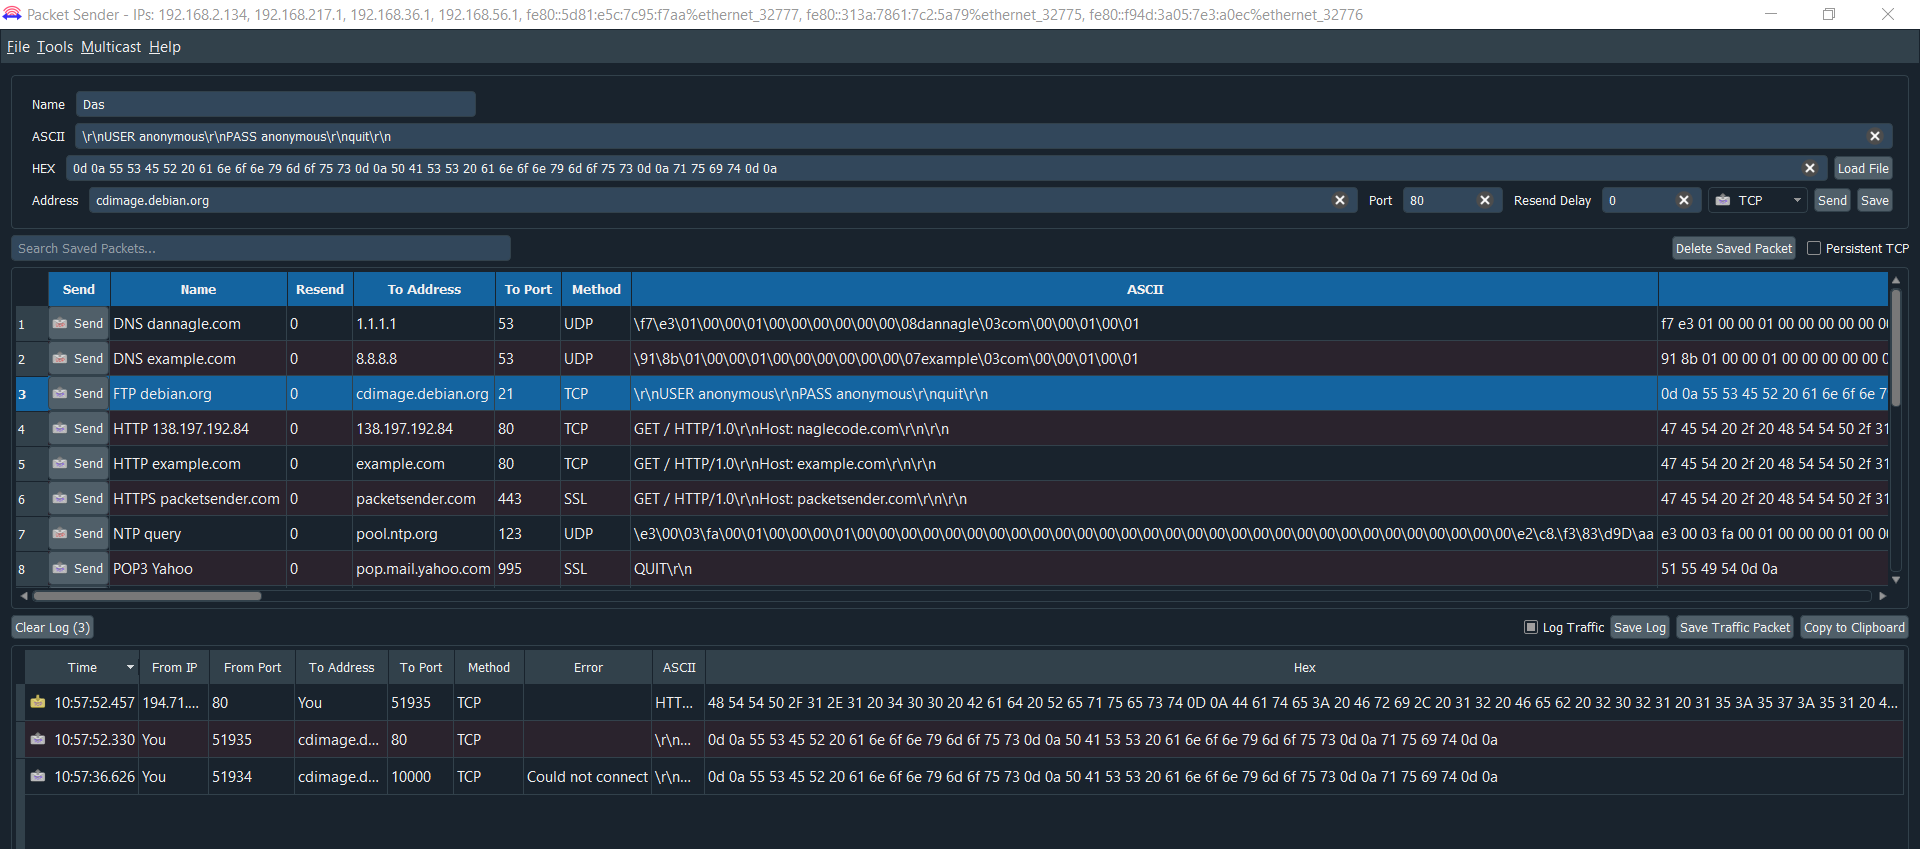 Packet Sender - IPs: 192.168.2.134, 192.168.217.1, 192.168.36.1, 192.168.56.1, fe80::5d81:e5c:7c95:f7aa%ethernet_32777, fe80::313a:7861:7c2:5a79%ethernet_32775, fe80::f94d:3a05:7e3:a0ec%ethernet_32776
File Tools Multicast Help
Name Das
ASCII \r\nUSER anonymous\r\nPASS anonymous\r\nquit\r\n
HEX 0d 0a 55 53 45 52 20 61 6e 6f 6e 79 6d 6f 75 73 0d 0a 50 41 53 53 20 61 6e 6f 6e 79 6d 6f 75 73 0d 0a 71 75 69 74 0d 0a Load File
Address cdimage.debian.org Port 80 Resend Delay 0 TCP Send Save
Search Saved Packets... Delete Saved Packet Persistent TCP
Send Name Resend To Address To Port Method ASCII
1 Send DNS dannagle.com 0 1.1.1.1 53 UDP \f7\e3\01\00\00\01\00\00\00\00\00\00\08dannagle\03com\00\00\01\00\01 f7 e3 01 00 00 01 00 00 00 00 00 00
2 Send DNS example.com 0 8.8.8.8 53 UDP \91\8b\01\00\00\01\00\00\00\00\00\00\07example\03com\00\00\01\00\01 91 8b 01 00 00 01 00 00 00 00 00 0
3 Send FTP debian.org 0 cdimage.debian.org 21 TCP \r\nUSER anonymous\r\nPASS anonymous\r\nquit\r\n 0d 0a 55 53 45 52 20 61 6e 6f 6e 7
4 Send HTTP 138.197.192.84 0 138.197.192.84 80 TCP GET / HTTP/1.0\r\nHost: naglecode.com\r\n\r\n 47 45 54 20 2f 20 48 54 54 50 2f 31
5 Send HTTP example.com 0 example.com 80 TCP GET / HTTP/1.0\r\nHost: example.com\r\n\r\n 47 45 54 20 2f 20 48 54 54 50 2f 31
6 Send HTTPS packetsender.com 0 packetsender.com 443 SSL GET / HTTP/1.0\r\nHost: packetsender.com\r\n\r\n 47 45 54 20 2f 20 48 54 54 50 2f 31
7 Send NTP query 0 pool.ntp.org 123 UDP \e3\00\03\fa\00\01\00\00\00\01\00\00\00\00\00\00\00\00\00\00\00\00\00\00\00\00\00\00\00\00\00\00\00\00\00\00\00\00\00\00\e2\c8.\f3\83\d9D\aa e3 00 03 fa 00 01 00 00 00 01 00 0
8 Send POP3 Yahoo 0 pop.mail.yahoo.com 995 SSL QUIT\r\n 51 55 49 54 0d 0a
Clear Log (3) Log Traffic Save Log Save Traffic Packet Copy to Clipboard
Time From IP From Port To Address To Port Method Error ASCII Hex
10:57:52.457 194.71.... 80 You 51935 TCP HTT... 48 54 54 50 2F 31 2E 31 20 34 30 30 20 42 61 64 20 52 65 71 75 65 73 74 0D 0A 44 61 74 65 3A 20 46 72 69 2C 20 31 32 20 46 65 62 20 32 30 32 31 20 31 35 3A 35 37 3A 35 31 20 4...
10:57:52.330 You 51935 cdimage.d... 80 TCP \r\n... 0d 0a 55 53 45 52 20 61 6e 6f 6e 79 6d 6f 75 73 0d 0a 50 41 53 53 20 61 6e 6f 6e 79 6d 6f 75 73 0d 0a 71 75 69 74 0d 0a
10:57:36.626 You 51934 cdimage.d... 10000 TCP Could not connect \r\n... 0d 0a 55 53 45 52 20 61 6e 6f 6e 79 6d 6f 75 73 0d 0a 50 41 53 53 20 61 6e 6f 6e 79 6d 6f 75 73 0d 0a 71 75 69 74 0d 0a